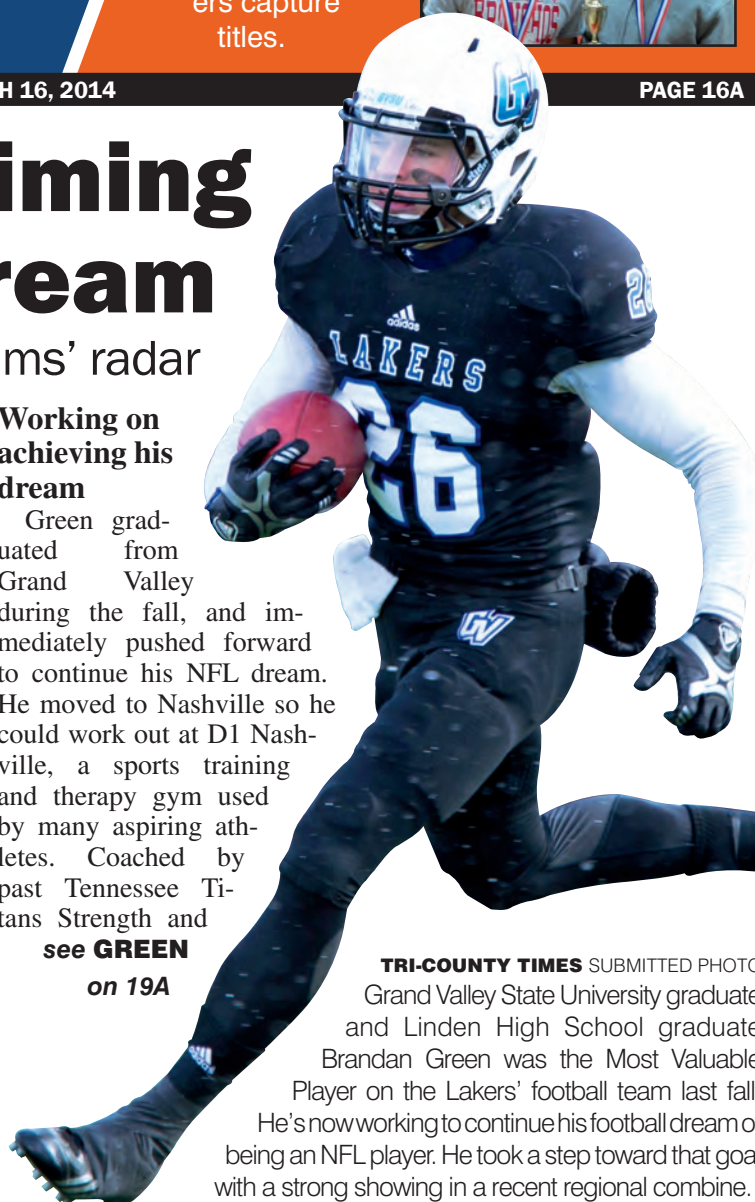 ers capture
titles.
BRONCHOS
H 16, 2014
PAGE 16A
iming
ream
ms’ radar
Working on
achieving his
dream
Green grad-
uated from
Grand Valley
during the fall, and im-
mediately pushed forward
to continue his NFL dream.
He moved to Nashville so he
could work out at D1 Nash-
ville, a sports training
and therapy gym used
by many aspiring ath-
letes. Coached by
past Tennessee Ti-
tans Strength and
see GREEN
on 19A
GV
GVSU
26
adidas
LAKERS
26
GV
TRI-COUNTY TIMES SUBMITTED PHOTO
Grand Valley State University graduate
and Linden High School graduate
Brandan Green was the Most Valuable
Player on the Lakers’ football team last fall
He’s now working to continue his football dream o
being an NFL player. He took a step toward that goa
with a strong showing in a recent regional combine.